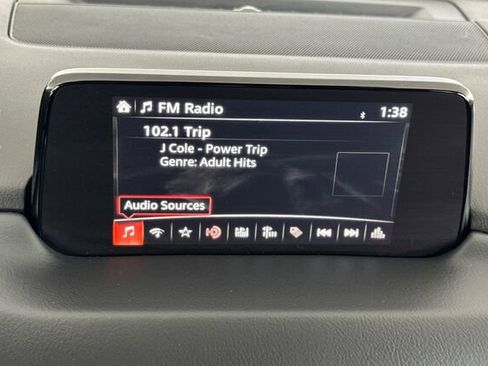 FM Radio
1:38
102.1 Trip
J Cole - Power Trip
Genre: Adult Hits
Audio Sources